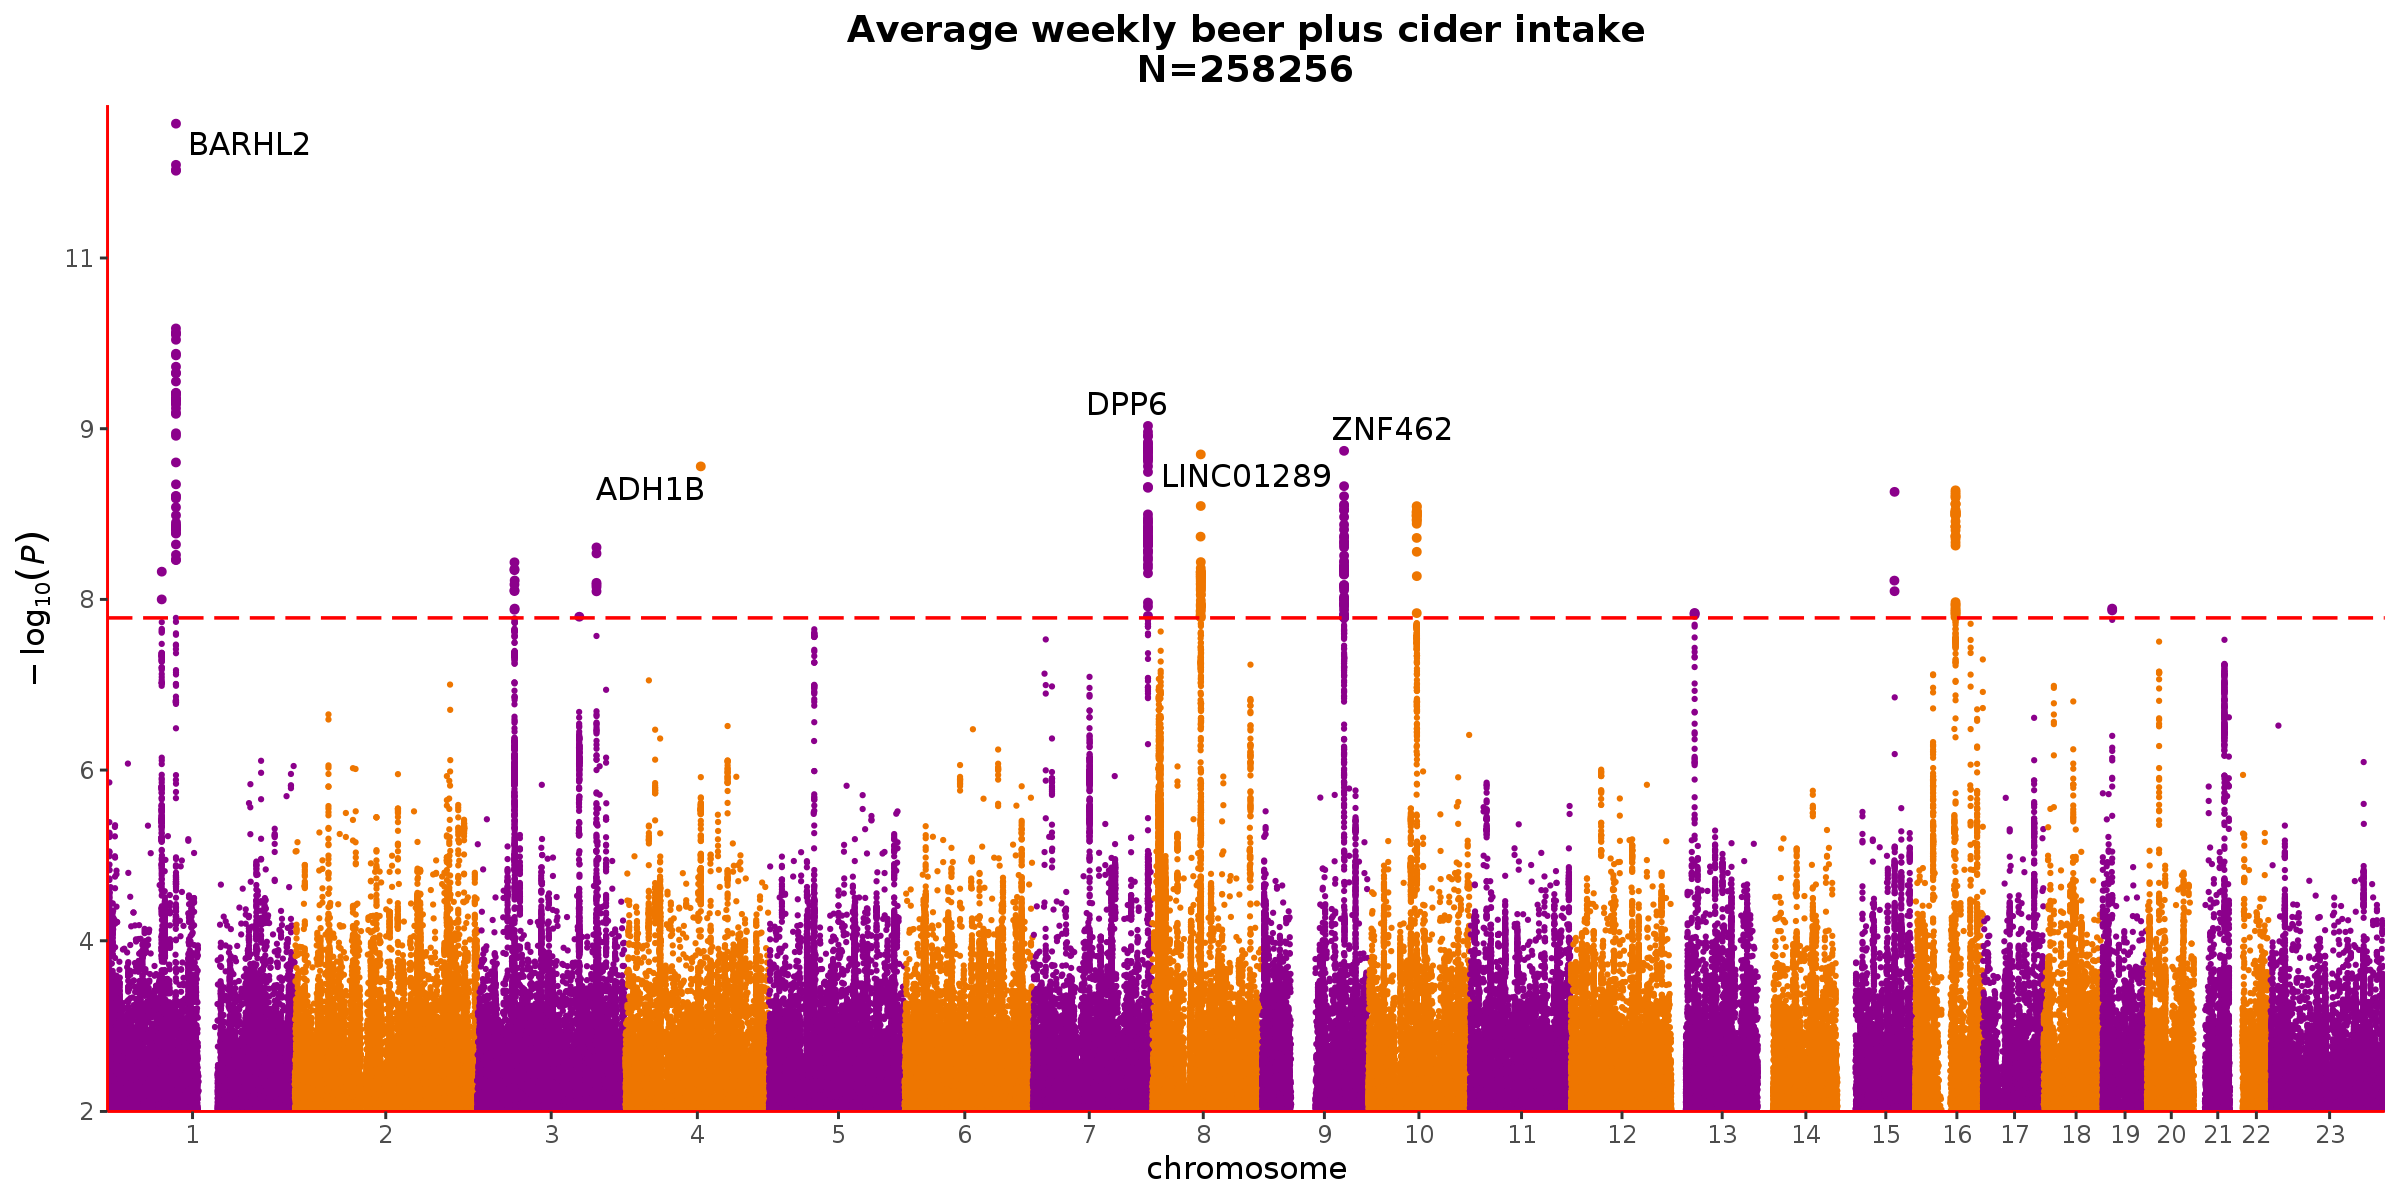 Average weekly beer plus cider intake
N=258256
BARHL2
11
DPP6
9
ZNF462
LINC01289
ADH1B
8
−log₁₀(P)
6
4
2
1 2 3 4 5 6 7 8 9 10 11 12 13 14 15 16 17 18 19 20 21 22 23
chromosome